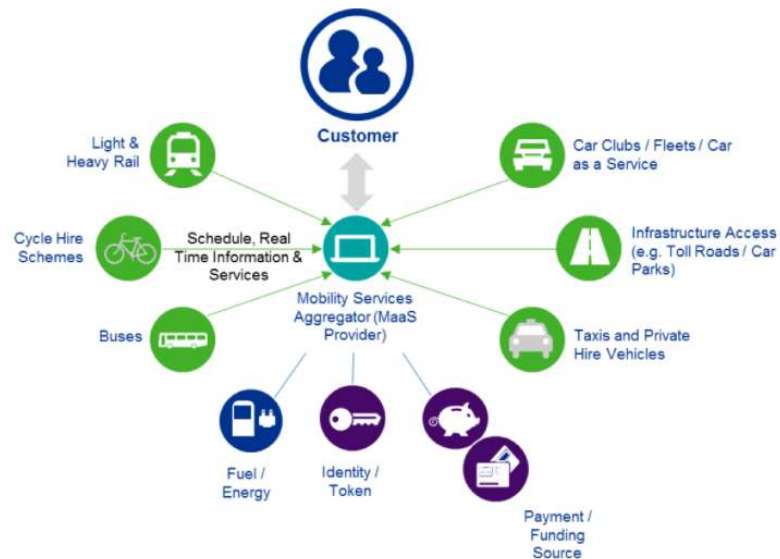 Customer
Light &
Heavy Rail
Car Clubs / Fleets / Car
as a Service
Cycle Hire
Schemes
Schedule, Real
Time Information &
Services
Infrastructure Access
(e.g. Toll Roads / Car
Parks)
Buses
Mobility Services
Aggregator (MaaS
Provider)
Taxis and Private
Hire Vehicles
Fuel /
Energy
Identity /
Token
Payment /
Funding
Source